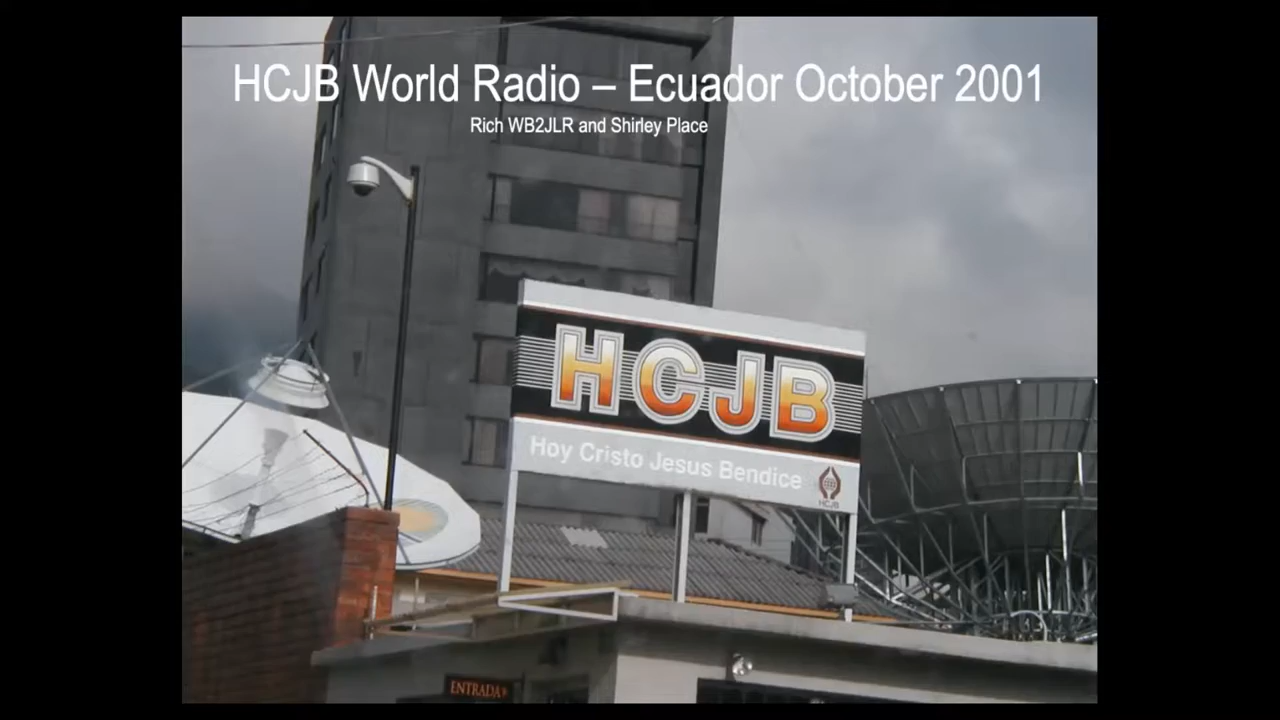 HCJB World Radio – Ecuador October 2001
Rich WB2JLR and Shirley Place
HCJB
Hoy Cristo Jesus Bendice
HCJB
ENTRADA